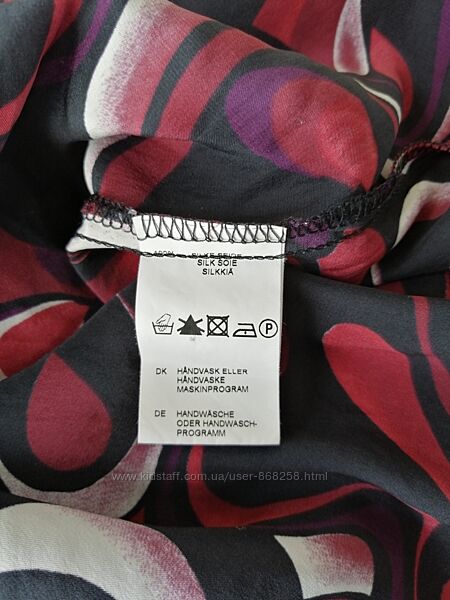 SILK SOIE
SILKKIÄ
P
DK HÅNDVASK ELLER
HÅNDVASKE
MASKINPROGRAM
DE HANDWÄSCHE
ODER HANDWASCH-
PROGRAMM
www.kidstaff.com.ua/user-868258.html